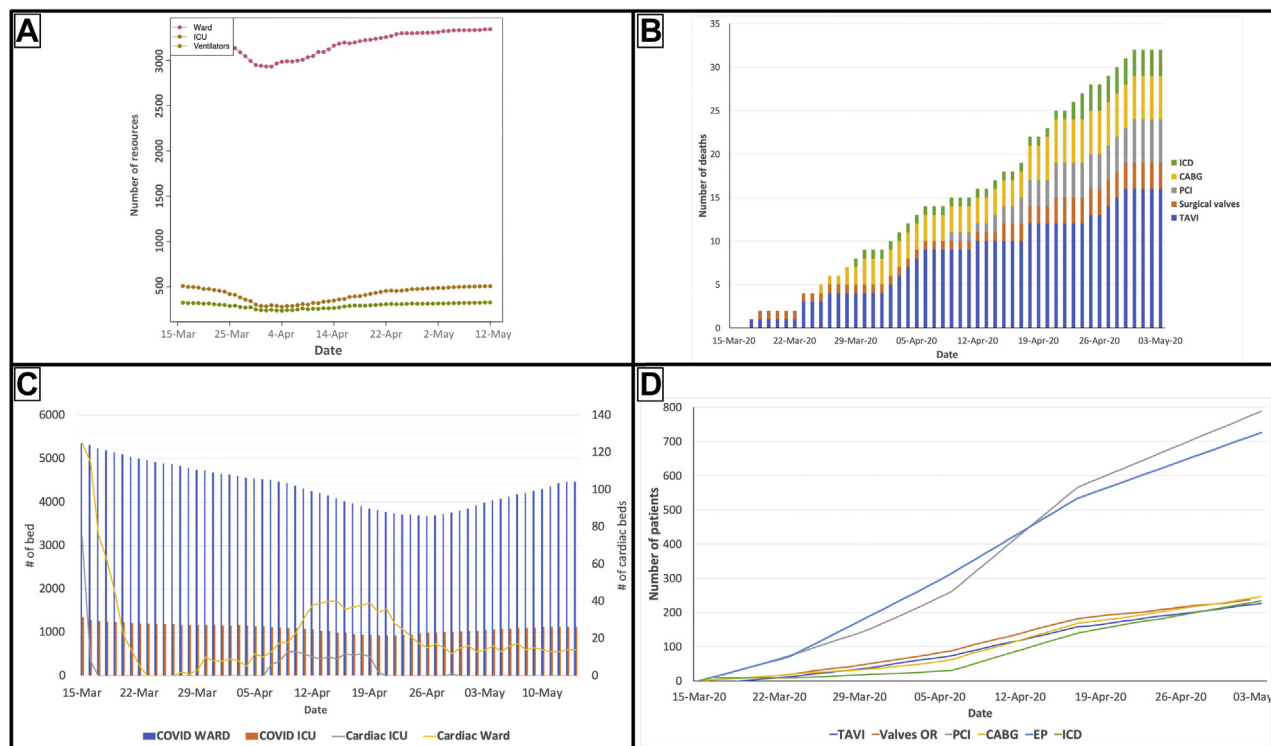 A
Ward
ICU
Ventilators
Number of resources
3000
2500
2000
1500
1000
500
15-Mar 25-Mar 4-Apr 14-Apr 22-Apr 2-May 12-May
Date
B
Number of deaths
35
30
25
20
15
10
5
0
15-Mar-20 22-Mar-20 29-Mar-20 05-Apr-20 12-Apr-20 19-Apr-20 26-Apr-20 03-May-20
Date
ICD
CABG
PCI
Surgical valves
TAVI
C
# of bed
6000
5000
4000
3000
2000
1000
0
# of cardiac beds
140
120
100
80
60
40
20
0
15-Mar 22-Mar 29-Mar 05-Apr 12-Apr 19-Apr 26-Apr 03-May 10-May
Date
COVID WARD COVID ICU Cardiac ICU Cardiac Ward
D
Number of patients
800
700
600
500
400
300
200
100
0
15-Mar-20 22-Mar-20 29-Mar-20 05-Apr-20 12-Apr-20 19-Apr-20 26-Apr-20 03-May
Date
TAVI Valves OR PCI CABG EP ICD